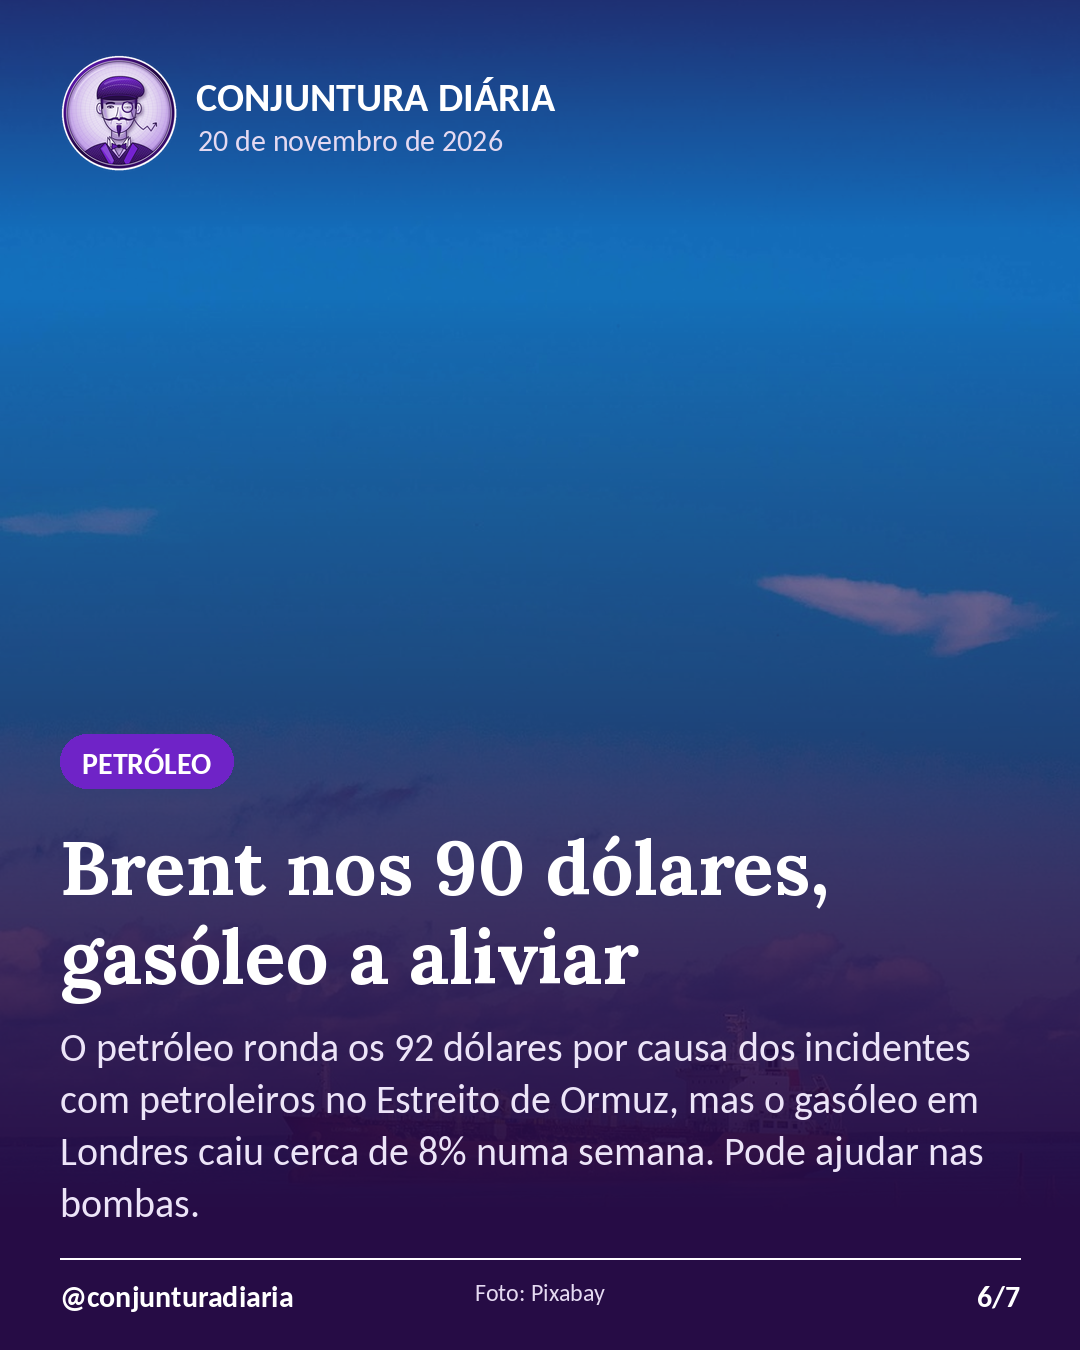 CONJUNTURA DIÁRIA
20 de novembro de 2026
PETRÓLEO
Brent nos 90 dólares,
gasóleo a aliviar
O petróleo ronda os 92 dólares por causa dos incidentes
com petroleiros no Estreito de Ormuz, mas o gasóleo em
Londres caiu cerca de 8% numa semana. Pode ajudar nas
bombas.
@conjunturadiaria
Foto: Pixabay
6/7